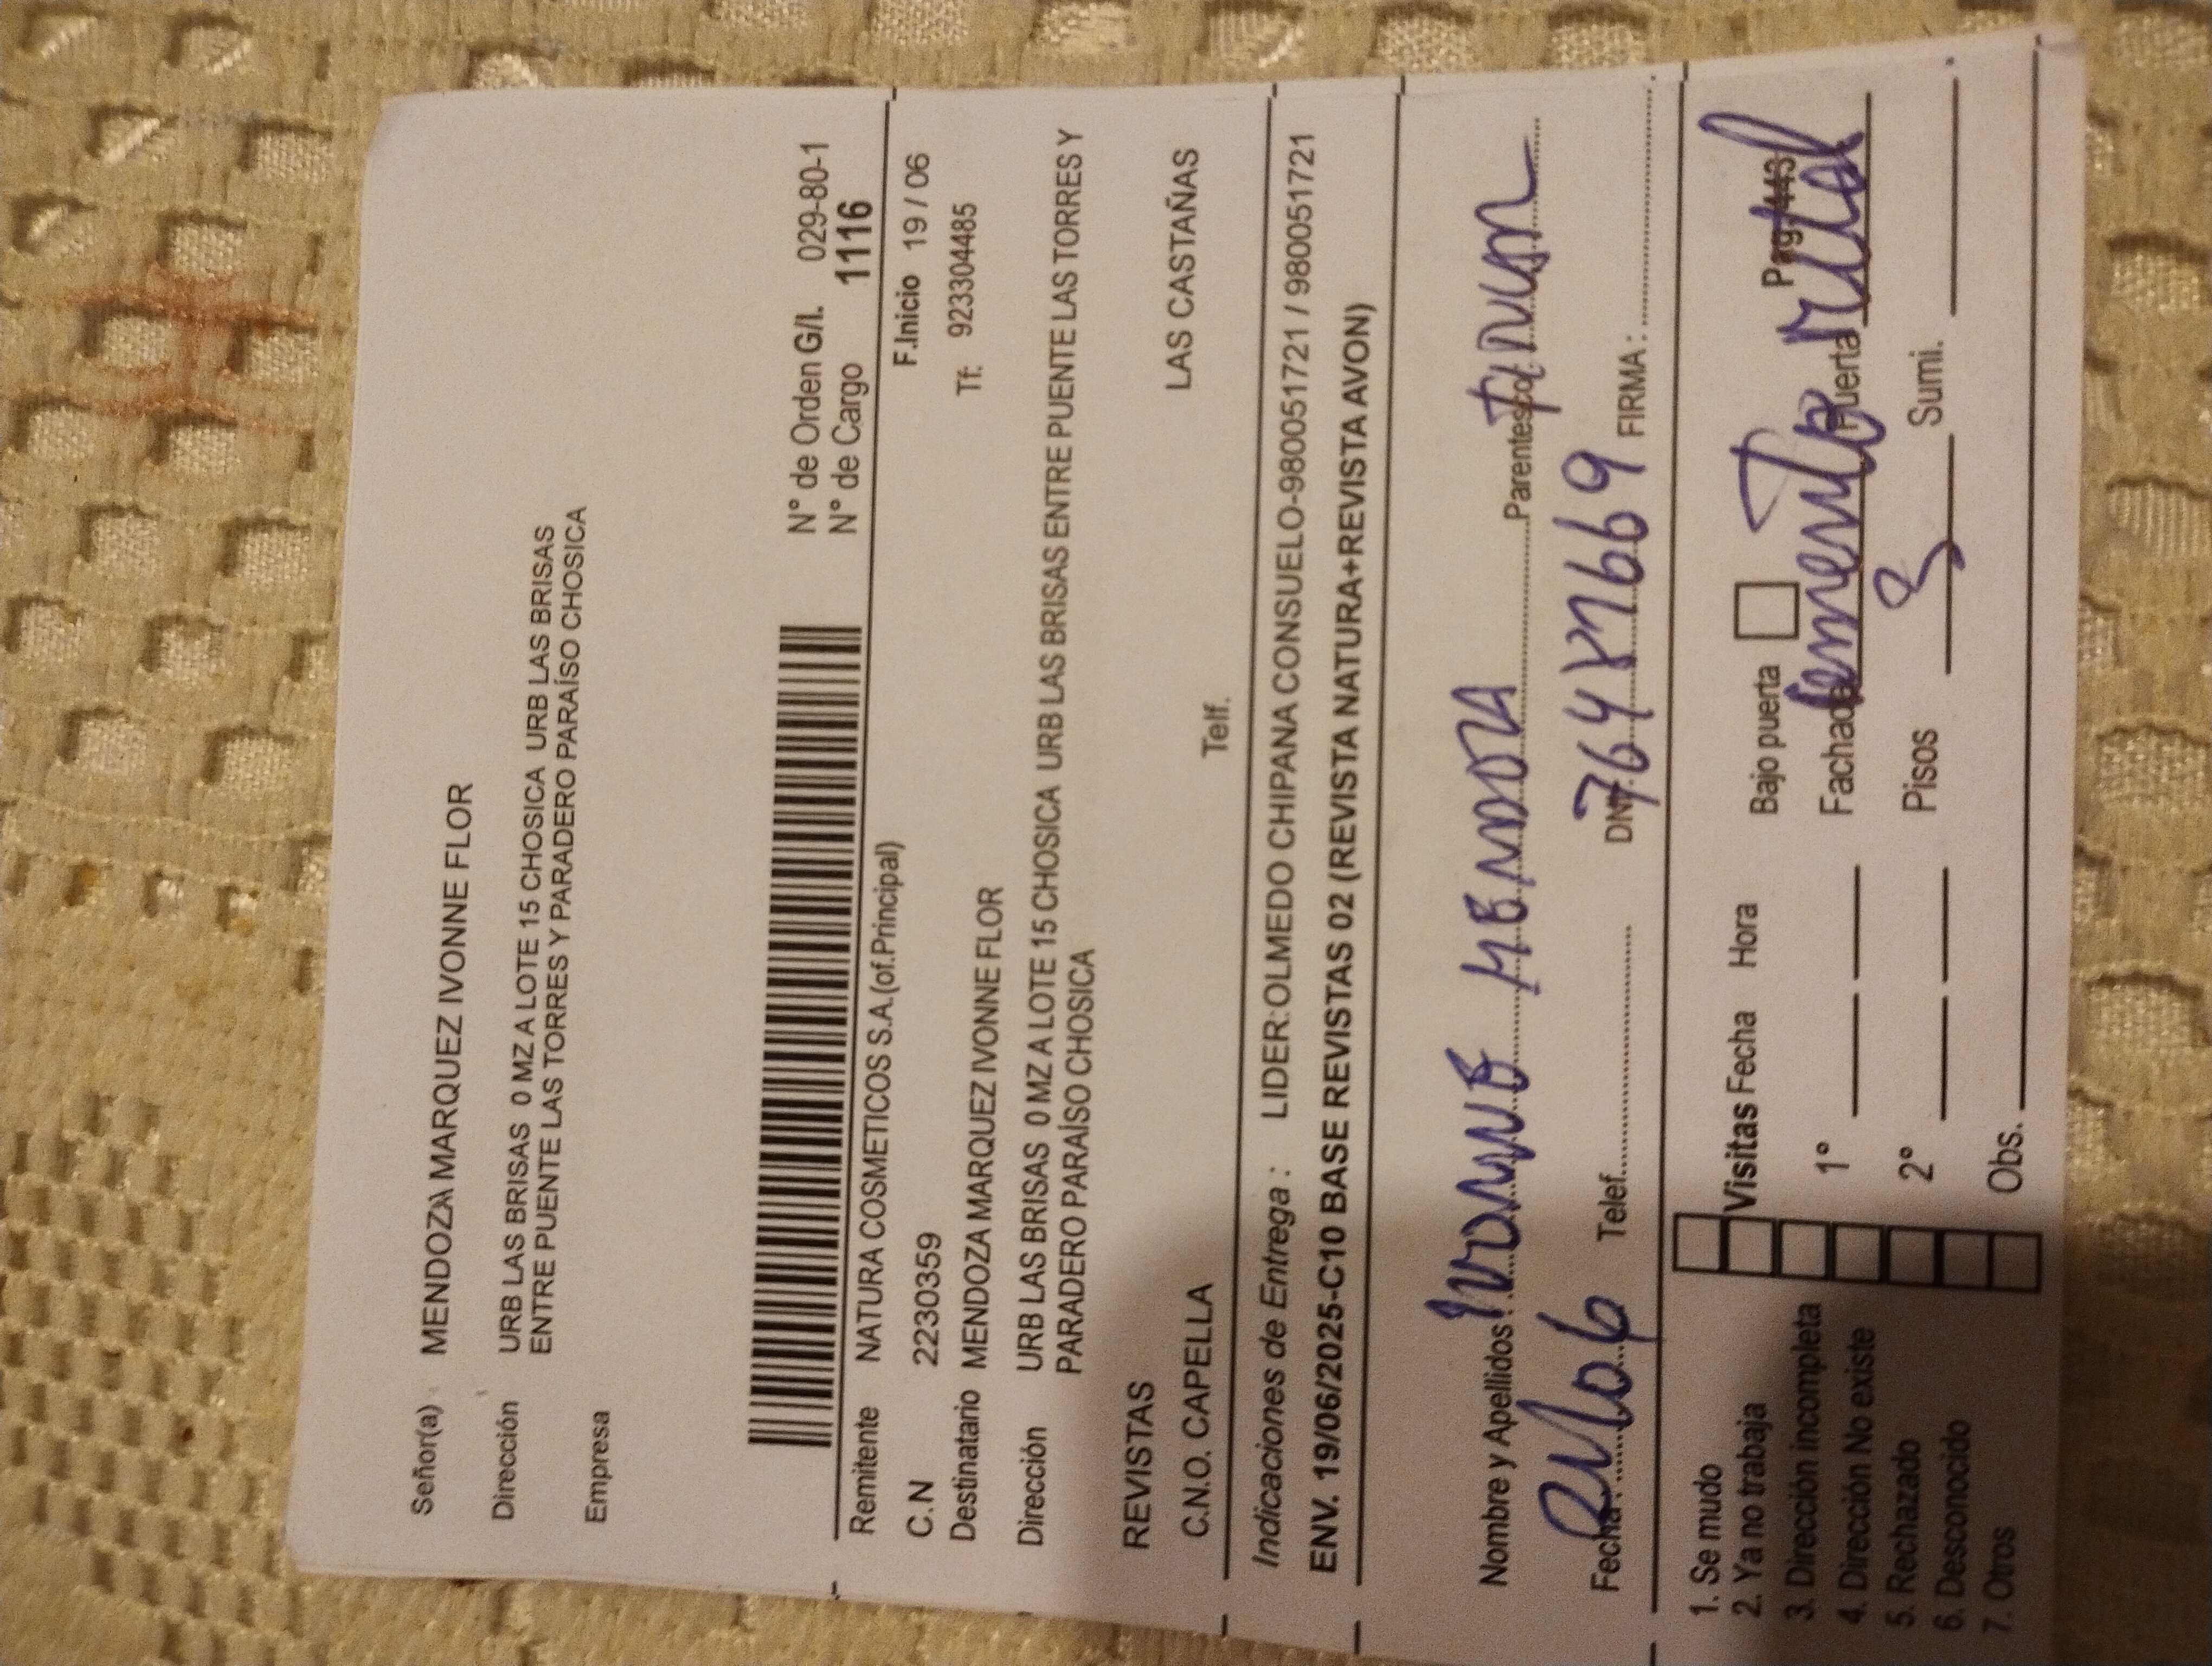 Señor(a) MENDOZA MARQUEZ IVONNE FLOR
Dirección URB LAS BRISAS 0 MZ A LOTE 15 CHOSICA URB LAS BRISAS
ENTRE PUENTE LAS TORRES Y PARADERO PARAÍSO CHOSICA
Empresa
N° de Orden G/I. 029-80-1
N° de Cargo 1116
Remitente NATURA COSMETICOS S.A.(of.Principal) F.Inicio 19 / 06
C.N 2230359 Tf: 9233044485
Destinatario MENDOZA MARQUEZ IVONNE FLOR
Dirección URB LAS BRISAS 0 MZ A LOTE 15 CHOSICA URB LAS BRISAS ENTRE PUENTE LAS TORRES Y
PARADERO PARAÍSO CHOSICA
REVISTAS
C.N.O. CAPELLA Telf. LAS CASTAÑAS
Indicaciones de Entrega : LIDER:OLMEDO CHIPANA CONSUELO-980051721 / 980051721
ENV. 19/06/2025-C10 BASE REVISTAS 02 (REVISTA NATURA+REVISTA AVON)
Nombre y Apellidos: Ivonne MENDOZA Parentesco:
Fecha: Telef. DNI: FIRMA :
1. Se mudo
2. Ya no trabaja
3. Dirección incompleta
4. Dirección No existe
5. Rechazado
6. Desconocido
7. Otros
Visitas Fecha Hora
1°
2°
Obs.
Bajo puerta Pag. 443
Fachada Cemento Puerta Metal
Pisos 2 Sumi.